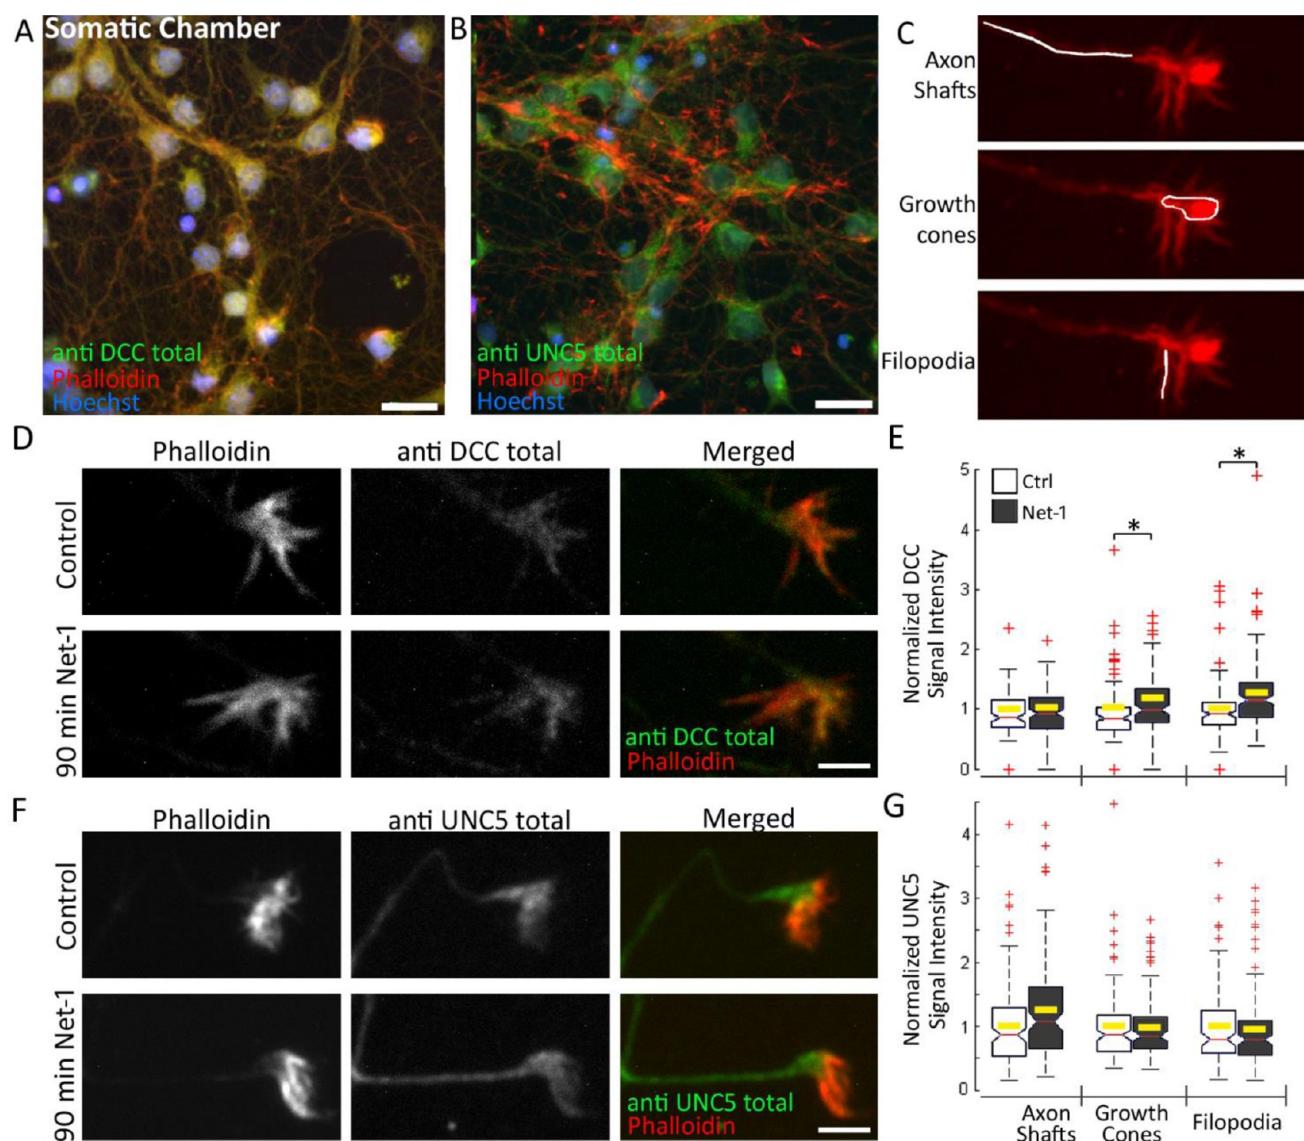 A Somatic Chamber
anti DCC total
Phalloidin
Hoechst
B
anti UNC5 total
Phalloidin
Hoechst
C
Axon
Shafts
Growth
cones
Filopodia
D
Phalloidin
anti DCC total
Merged
Control
90 min Net-1
anti DCC total
Phalloidin
E
Normalized DCC
Signal Intensity
5
4
3
2
1
0
Ctrl
Net-1
*
*
F
Phalloidin
anti UNC5 total
Merged
Control
90 min Net-1
anti UNC5 total
Phalloidin
G
Normalized UNC5
Signal Intensity
4
3
2
1
0
Axon
Shafts
Growth
Cones
Filopodia